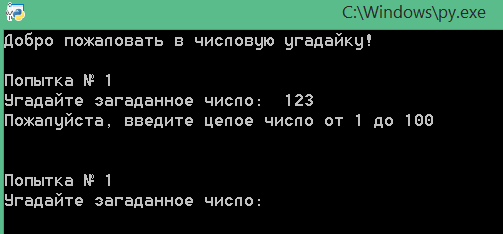 C:\Windows\py.exe
Добро пожаловать в числовую угадайку!
Попытка № 1
Угадайте загаданное число:  123
Пожалуйста, введите целое число от 1 до 100
Попытка № 1
Угадайте загаданное число: